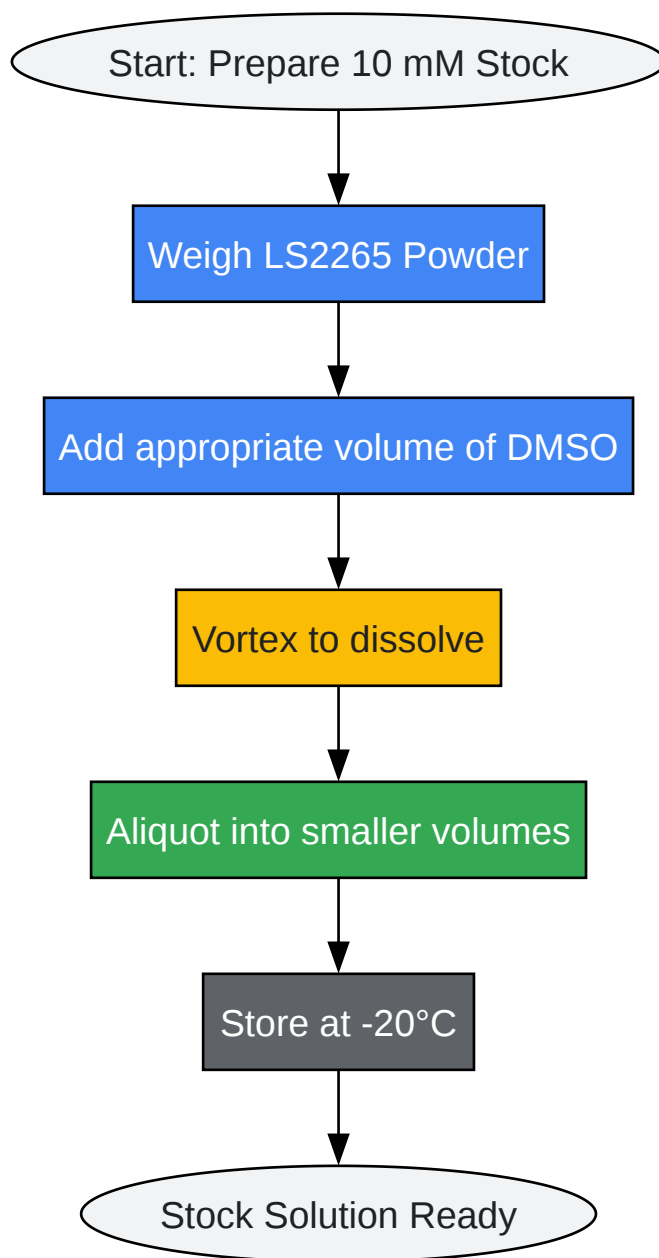 Start: Prepare 10 mM Stock
Weigh LS2265 Powder
Add appropriate volume of DMSO
Vortex to dissolve
Aliquot into smaller volumes
Store at -20°C
Stock Solution Ready